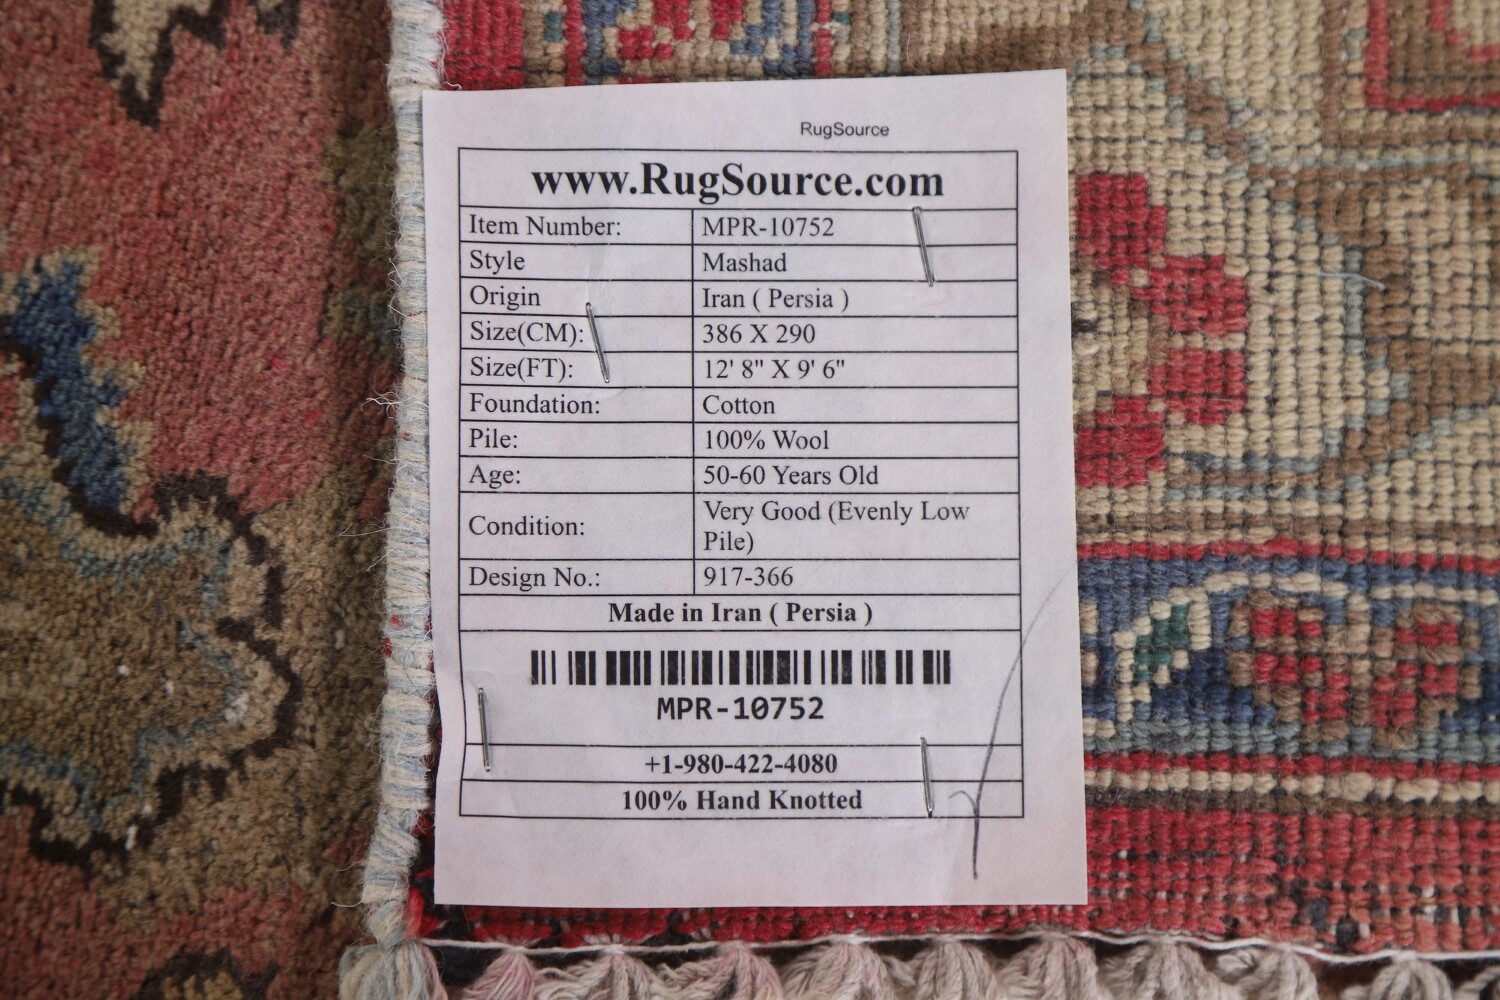 RugSource
www.RugSource.com
Item Number: MPR-10752
Style Mashad
Origin Iran ( Persia )
Size(CM): 386 X 290
Size(FT): 12' 8" X 9' 6"
Foundation: Cotton
Pile: 100% Wool
Age: 50-60 Years Old
Condition: Very Good (Evenly Low
Pile)
Design No.: 917-366
Made in Iran ( Persia )
MPR-10752
+1-980-422-4080
100% Hand Knotted